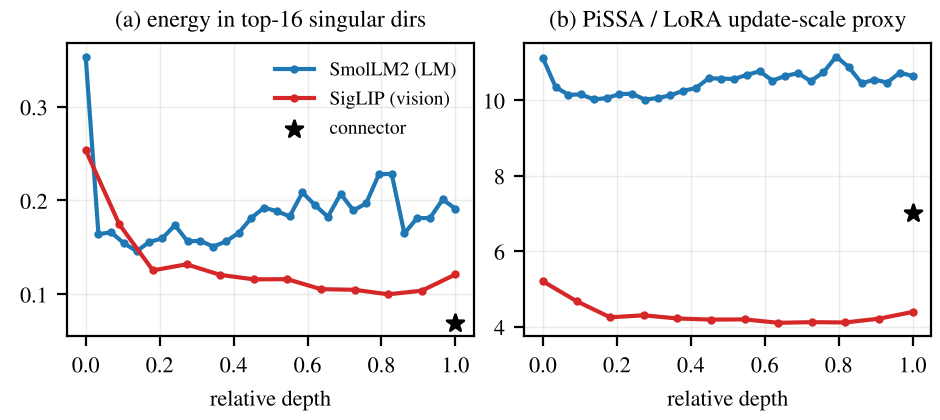 (a) energy in top-16 singular dirs
SmolLM2 (LM)
SigLIP (vision)
connector
0.3
0.2
0.1
0.0 0.2 0.4 0.6 0.8 1.0
relative depth
(b) PiSSA / LoRA update-scale proxy
10
8
6
4
0.0 0.2 0.4 0.6 0.8 1.0
relative depth